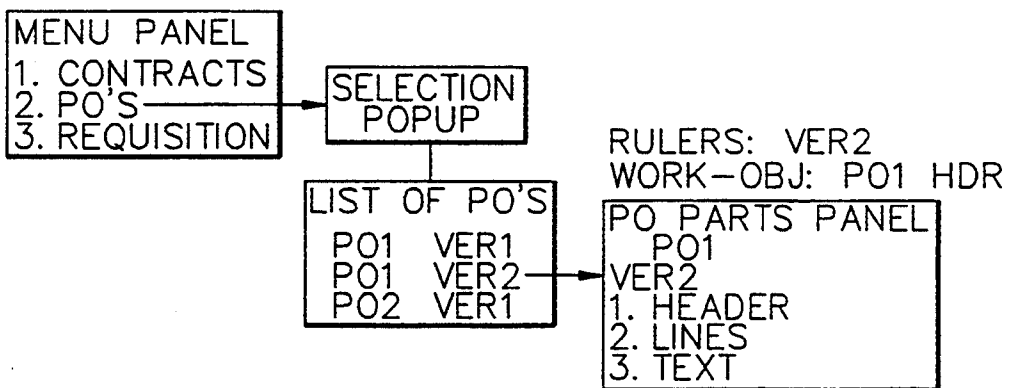 MENU PANEL
1. CONTRACTS
2. PO'S
3. REQUISITION
SELECTION
POPUP
LIST OF PO'S
PO1 VER1
PO1 VER2
PO2 VER1
RULERS: VER2
WORK-OBJ: PO1 HDR
PO PARTS PANEL
PO1
VER2
1. HEADER
2. LINES
3. TEXT